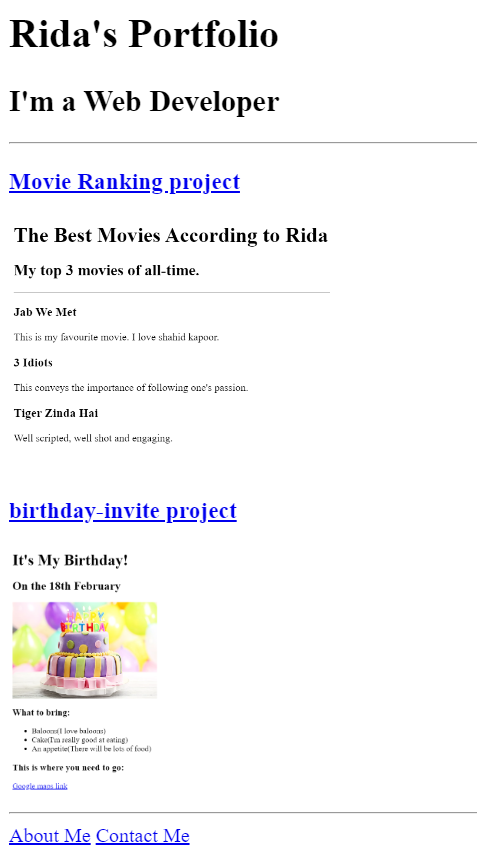 Rida's Portfolio
I'm a Web Developer
Movie Ranking project
The Best Movies According to Rida
My top 3 movies of all-time.
Jab We Met
This is my favourite movie. I love shahid kapoor.
3 Idiots
This conveys the importance of following one's passion.
Tiger Zinda Hai
Well scripted, well shot and engaging.
birthday-invite project
It's My Birthday!
On the 18th February
HAPPY
BIRTHDAY
What to bring:
Baloons(I love baloons)
Cake(I'm really good at eating)
An appetite(There will be lots of food)
This is where you need to go:
Google maps link
About Me Contact Me